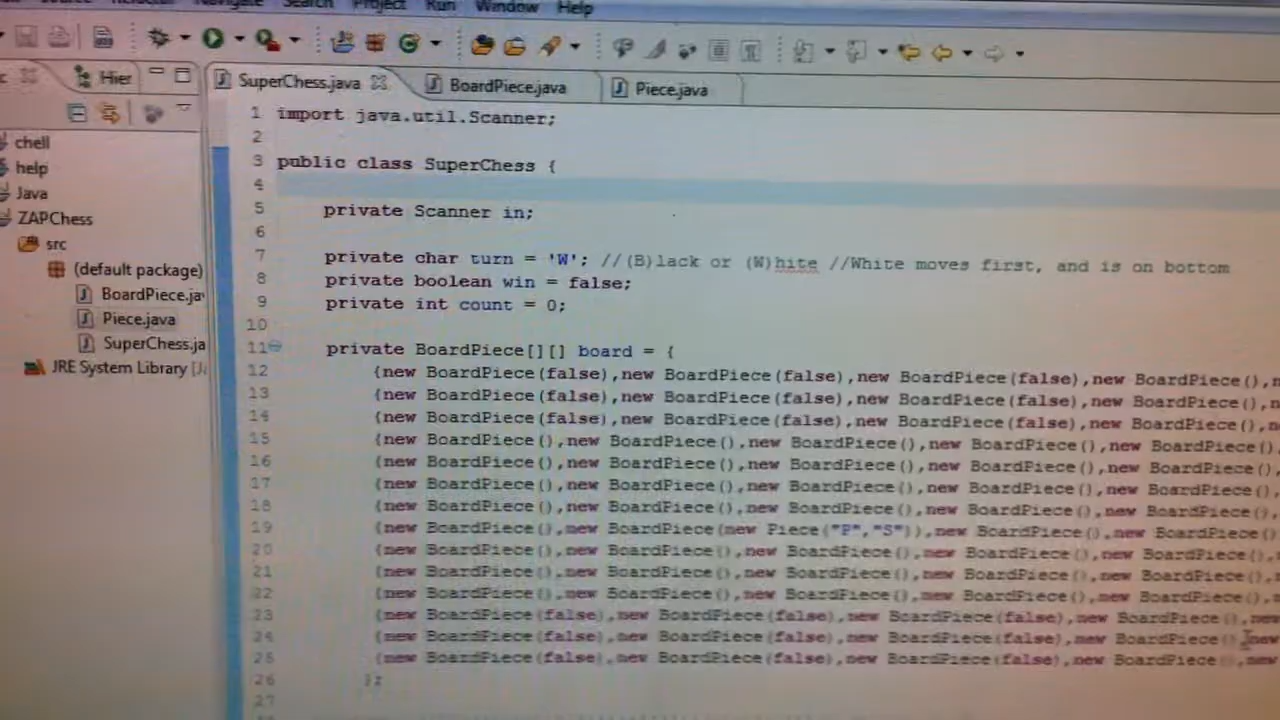 Search Project Run Window Help
Hier
SuperChess.java BoardPiece.java Piece.java
chell
help
Java
ZAPChess
src
(default package)
BoardPiece.ja
Piece.java
SuperChess.ja
JRE System Library [J
1 import java.util.Scanner;
2
3 public class SuperChess {
4
5 private Scanner in;
6
7 private char turn = 'W'; //(B)lack or (W)hite //White moves first, and is on bottom
8 private boolean win = false;
9 private int count = 0;
10
11 private BoardPiece[][] board = {
12 {new BoardPiece(false),new BoardPiece(false),new BoardPiece(false),new BoardPiece(),n
13 {new BoardPiece(false),new BoardPiece(false),new BoardPiece(false),new BoardPiece(),n
14 {new BoardPiece(false),new BoardPiece(false),new BoardPiece(false),new BoardPiece(),n
15 {new BoardPiece(),new BoardPiece(),new BoardPiece(),new BoardPiece(),new BoardPiece(),
16 {new BoardPiece(),new BoardPiece(),new BoardPiece(),new BoardPiece(),new BoardPiece(),
17 {new BoardPiece(),new BoardPiece(),new BoardPiece(),new BoardPiece(),new BoardPiece(),
18 {new BoardPiece(),new BoardPiece(),new BoardPiece(),new BoardPiece(),new BoardPiece(),
19 {new BoardPiece(),new BoardPiece(new Piece("P","S")),new BoardPiece(),new BoardPiece()
20 {new BoardPiece(),new BoardPiece(),new BoardPiece(),new BoardPiece(),new BoardPiece()
21 {new BoardPiece(),new BoardPiece(),new BoardPiece(),new BoardPiece(),new BoardPiece()
22 {new BoardPiece(),new BoardPiece(),new BoardPiece(),new BoardPiece(),new BoardPiece()
23 {new BoardPiece(false),new BoardPiece(false),new BoardPiece(false),new BoardPiece(),new
24 {new BoardPiece(false),new BoardPiece(false),new BoardPiece(false),new BoardPiece(),new
25 {new BoardPiece(false),new BoardPiece(false),new BoardPiece(false),new BoardPiece(),new
26 };
27